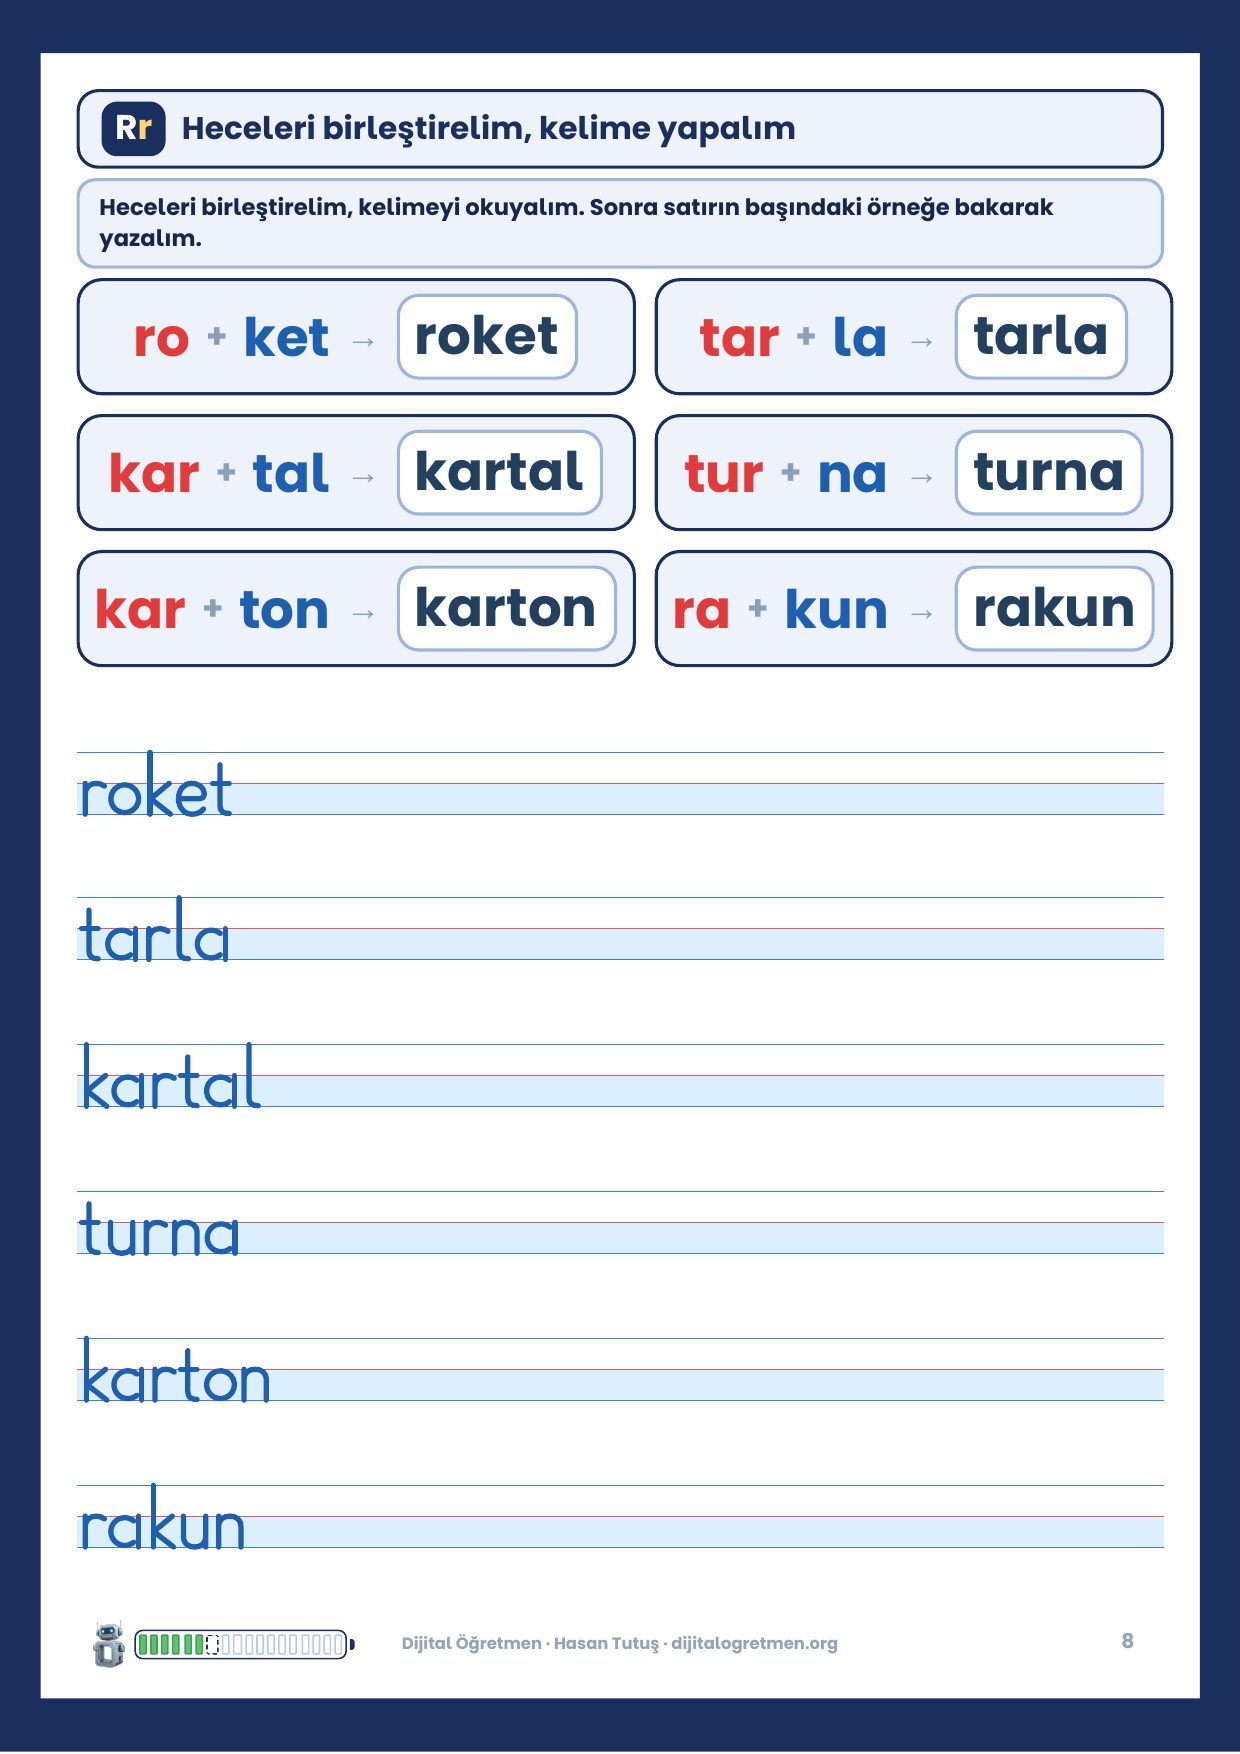 Rr Heceleri birleştirelim, kelime yapalım
Heceleri birleştirelim, kelimeyi okuyalım. Sonra satırın başındaki örneğe bakarak
yazalım.
ro + ket → roket
tar + la → tarla
kar + tal → kartal
tur + na → turna
kar + ton → karton
ra + kun → rakun
roket
tarla
kartal
turna
karton
rakun
Dijital Öğretmen · Hasan Tutuş · dijitalogretmen.org
8